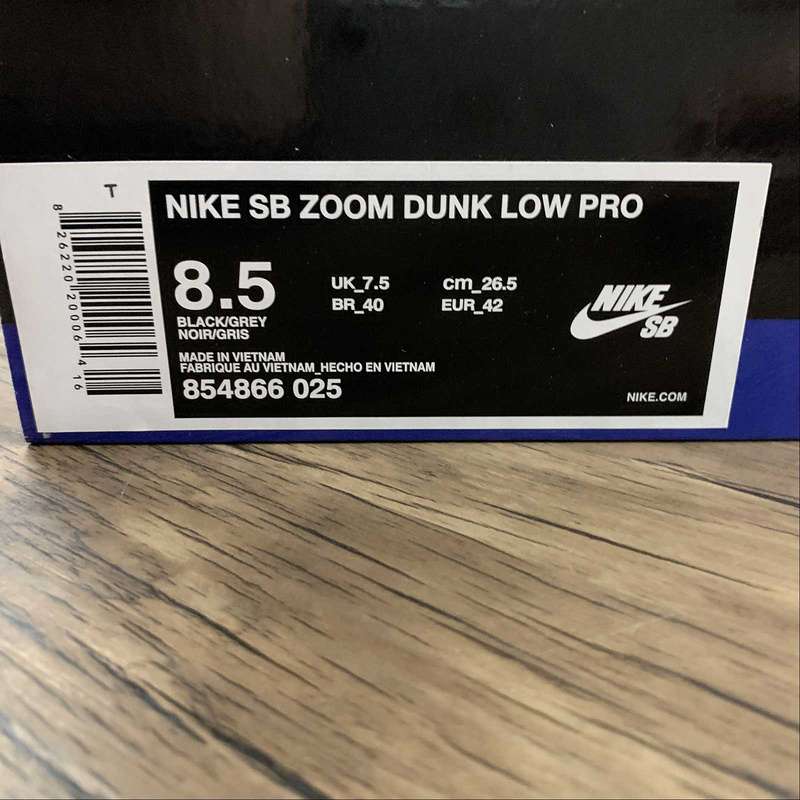 T
8 26220 20006 4 16
NIKE SB ZOOM DUNK LOW PRO
8.5
UK_7.5 cm_26.5
BR_40 EUR_42
BLACK/GREY
NOIR/GRIS
MADE IN VIETNAM
FABRIQUE AU VIETNAM_HECHO EN VIETNAM
854866 025
NIKE
SB
NIKE.COM